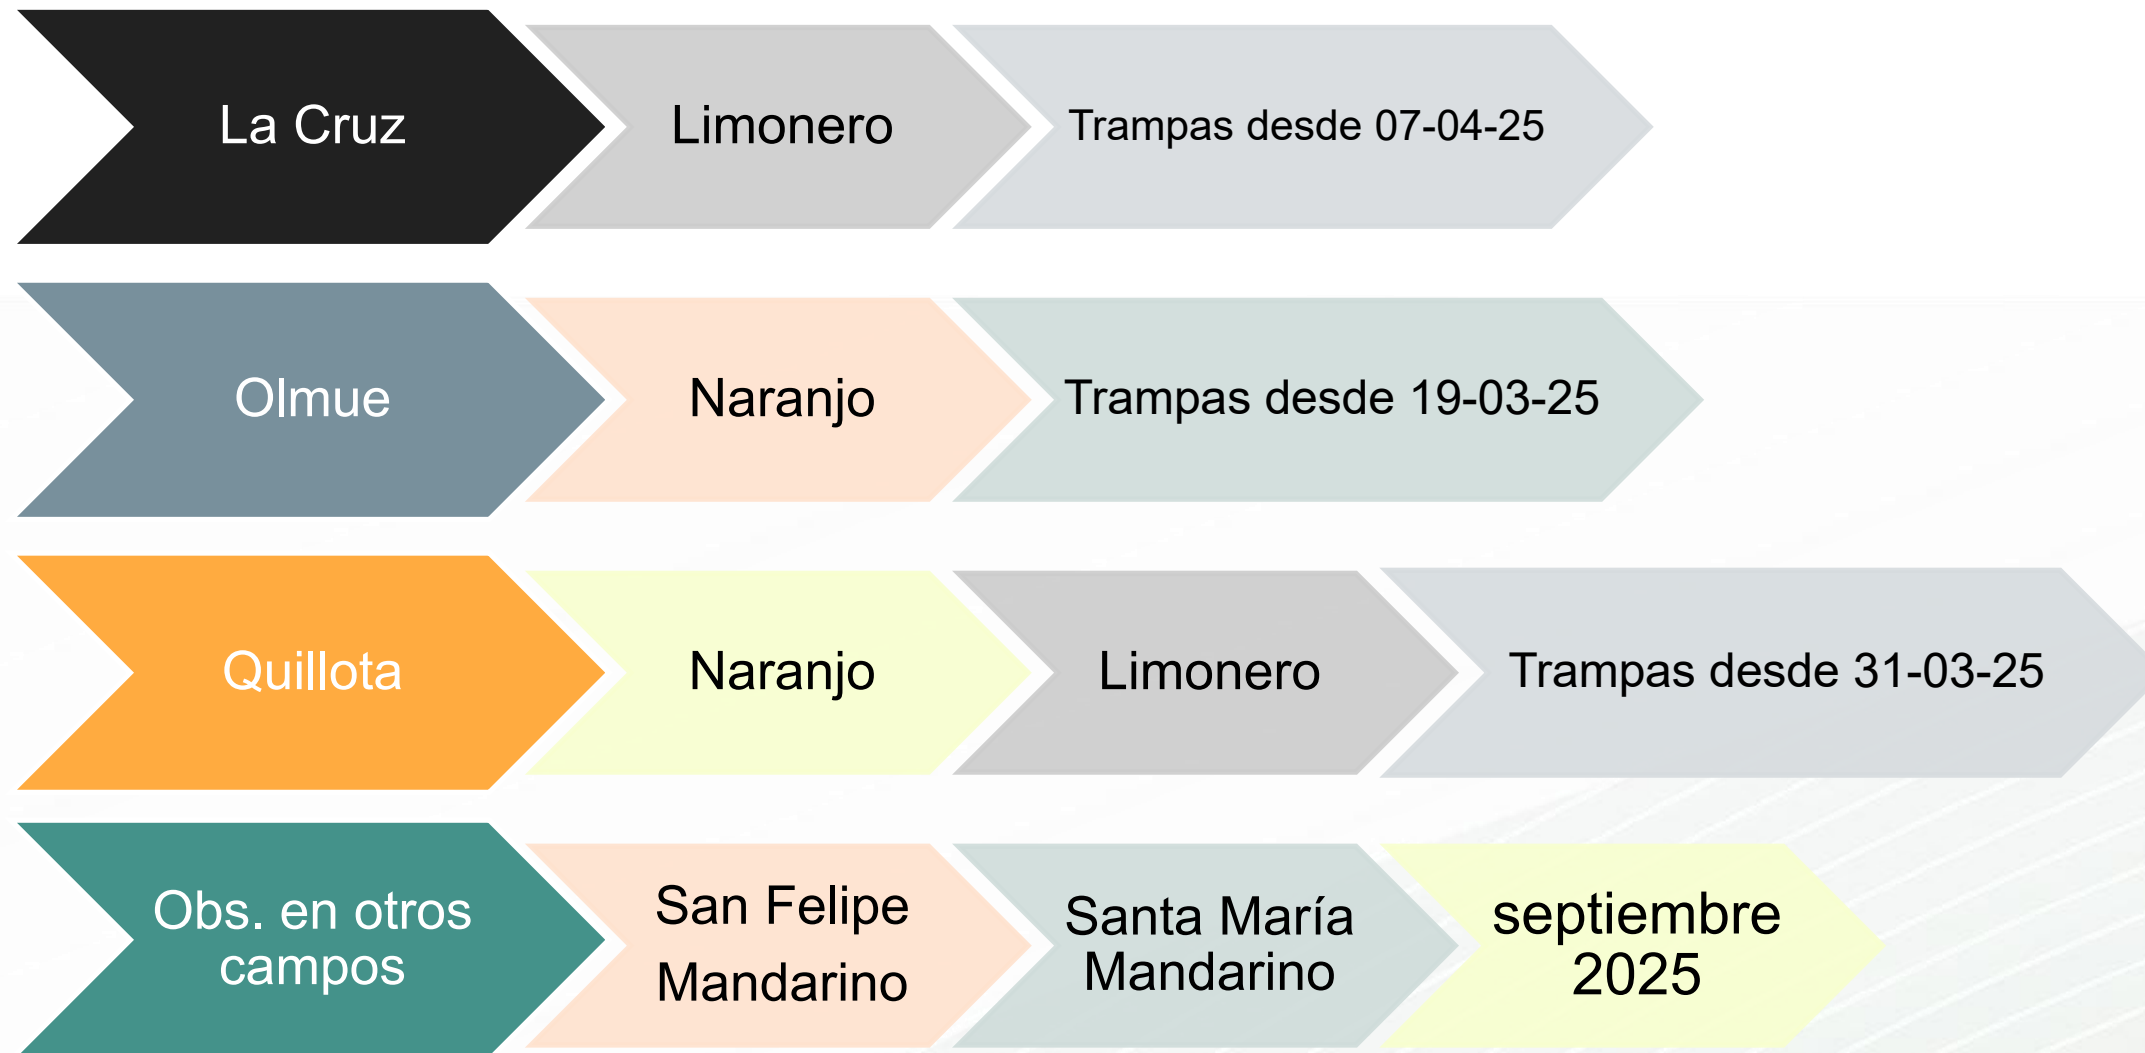 La Cruz
Limonero
Trampas desde 07-04-25
Olmue
Naranjo
Trampas desde 19-03-25
Quillota
Naranjo
Limonero
Trampas desde 31-03-25
Obs. en otros
campos
San Felipe
Mandarino
Santa María
Mandarino
septiembre
2025